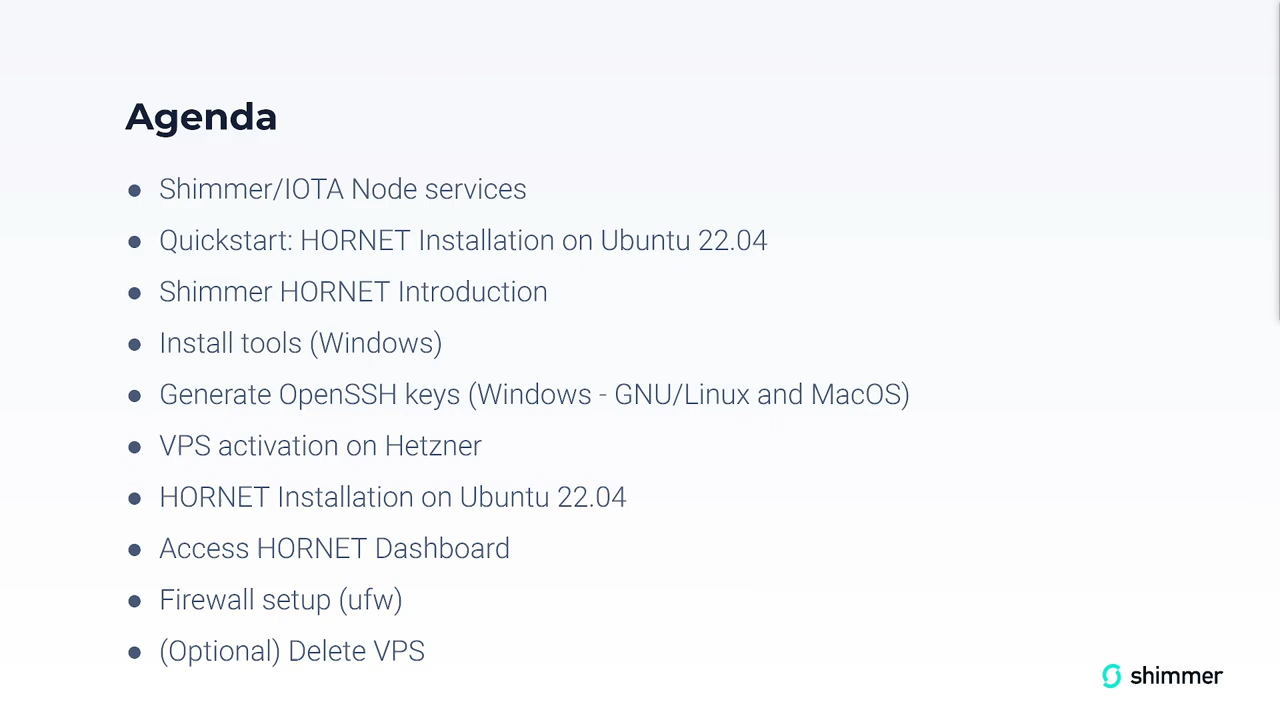 Agenda
● Shimmer/IOTA Node services
● Quickstart: HORNET Installation on Ubuntu 22.04
● Shimmer HORNET Introduction
● Install tools (Windows)
● Generate OpenSSH keys (Windows - GNU/Linux and MacOS)
● VPS activation on Hetzner
● HORNET Installation on Ubuntu 22.04
● Access HORNET Dashboard
● Firewall setup (ufw)
● (Optional) Delete VPS
shimmer